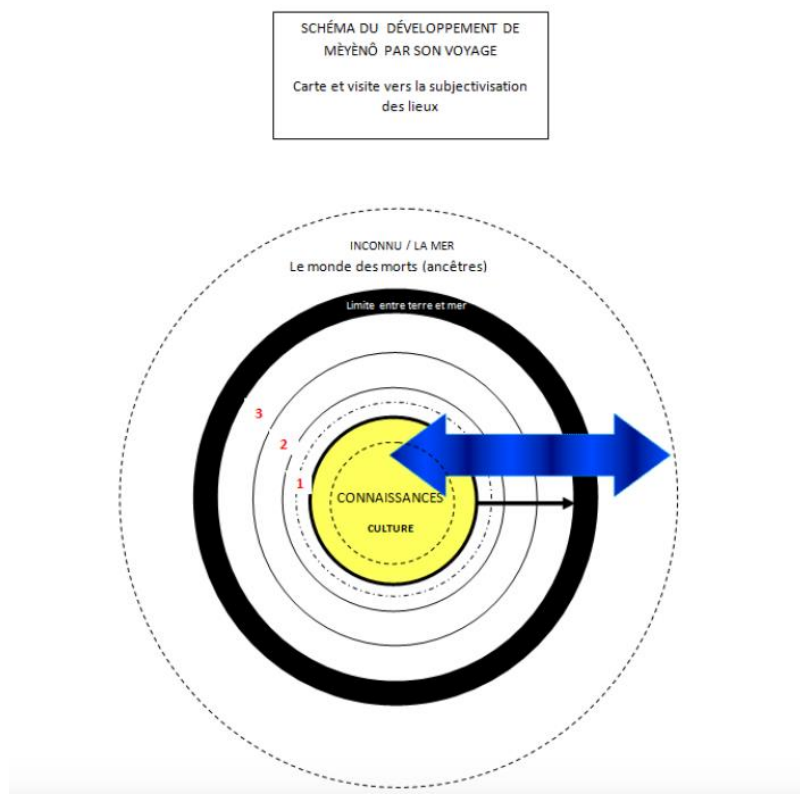 SCHÉMA DU DÉVELOPPEMENT DE
MÈYÈNÔ PAR SON VOYAGE
Carte et visite vers la subjectivisation
des lieux
INCONNU / LA MER
Le monde des morts (ancêtres)
Limite entre terre et mer
3
2
1
CONNAISSANCES
CULTURE